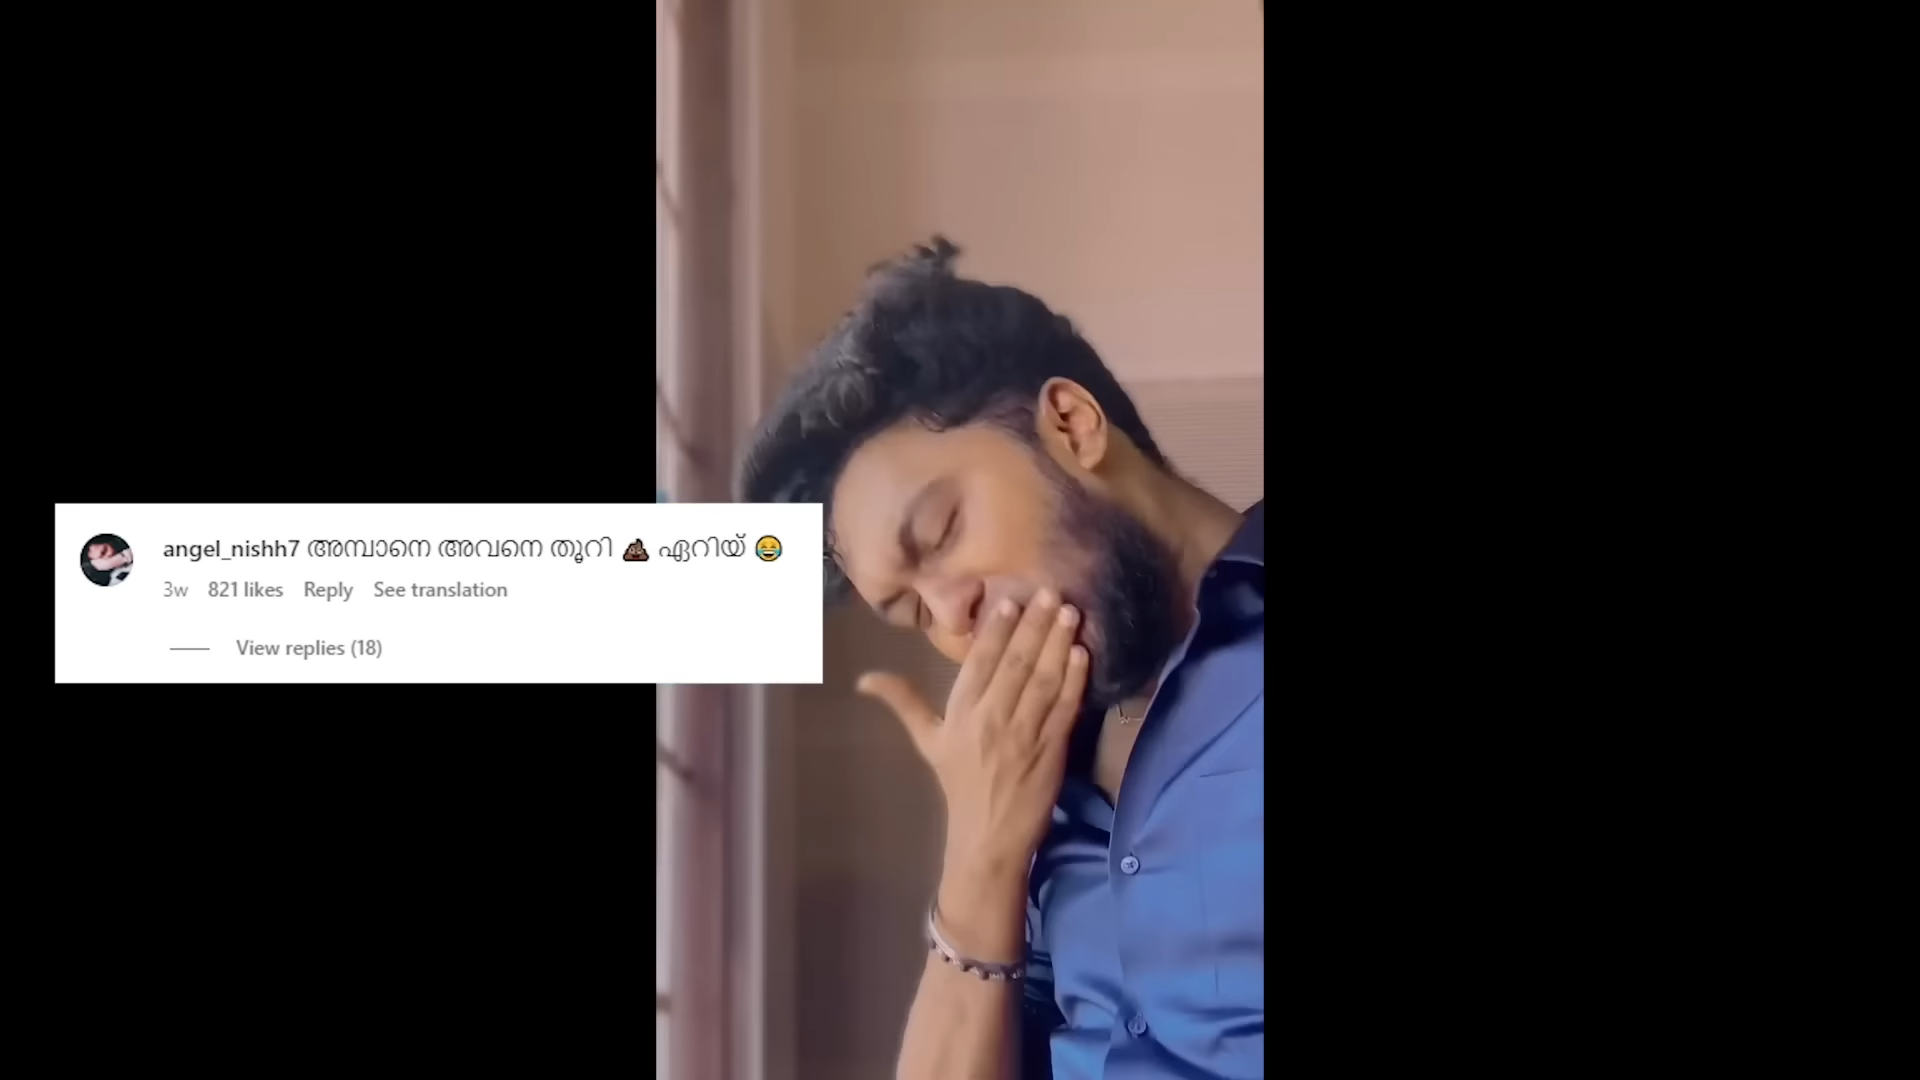 angel_nishh7 അമ്പാനെ അവനെ തൂറി 💩 ഏറിയ് 😂
3w 821 likes Reply See translation
View replies (18)